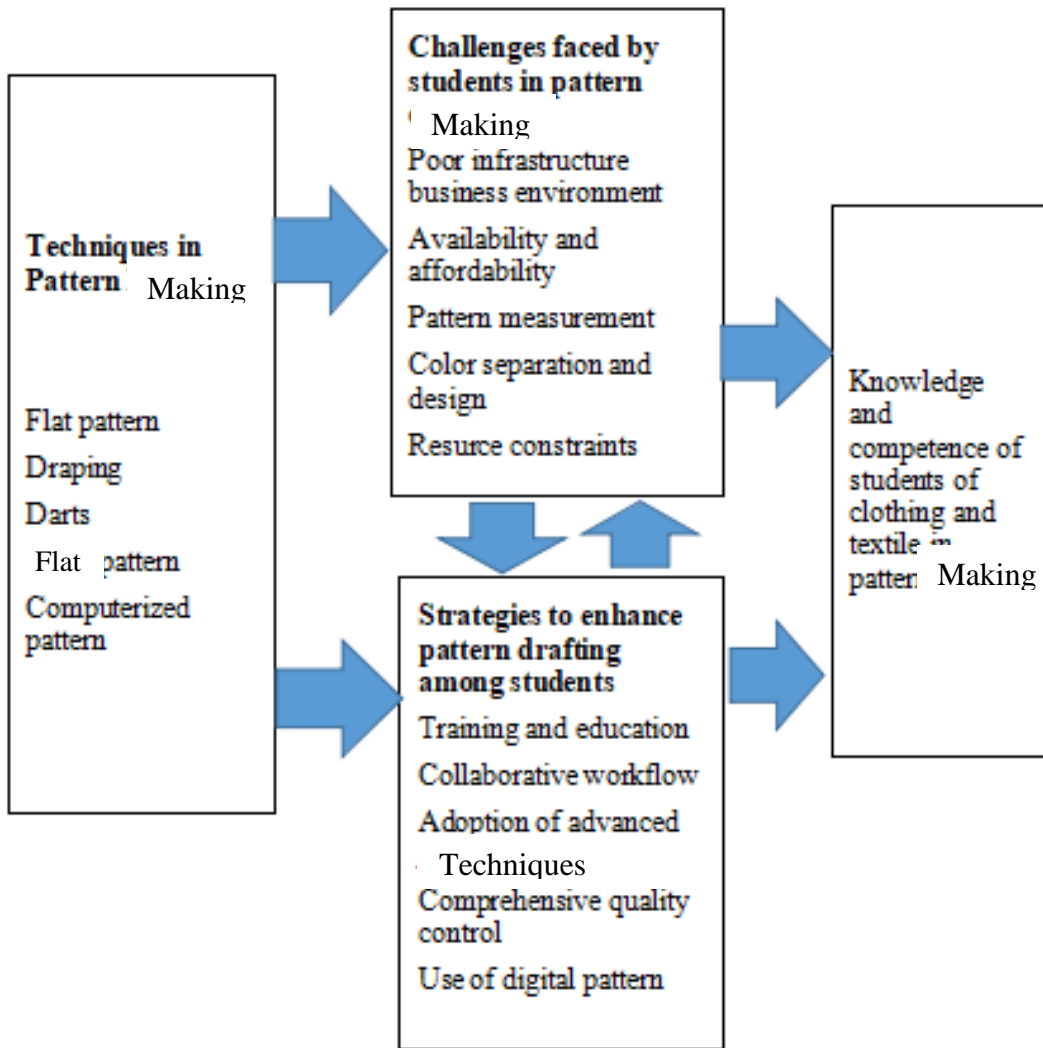 Techniques in
Pattern Making
Flat pattern
Draping
Darts
Flat pattern
Computerized
pattern
Challenges faced by
students in pattern
Making
Poor infrastructure
business environment
Availability and
affordability
Pattern measurement
Color separation and
design
Resurce constraints
Strategies to enhance
pattern drafting
among students
Training and education
Collaborative workflow
Adoption of advanced
Techniques
Comprehensive quality
control
Use of digital pattern
Knowledge
and
competence of
students of
clothing and
textile in
pattern Making